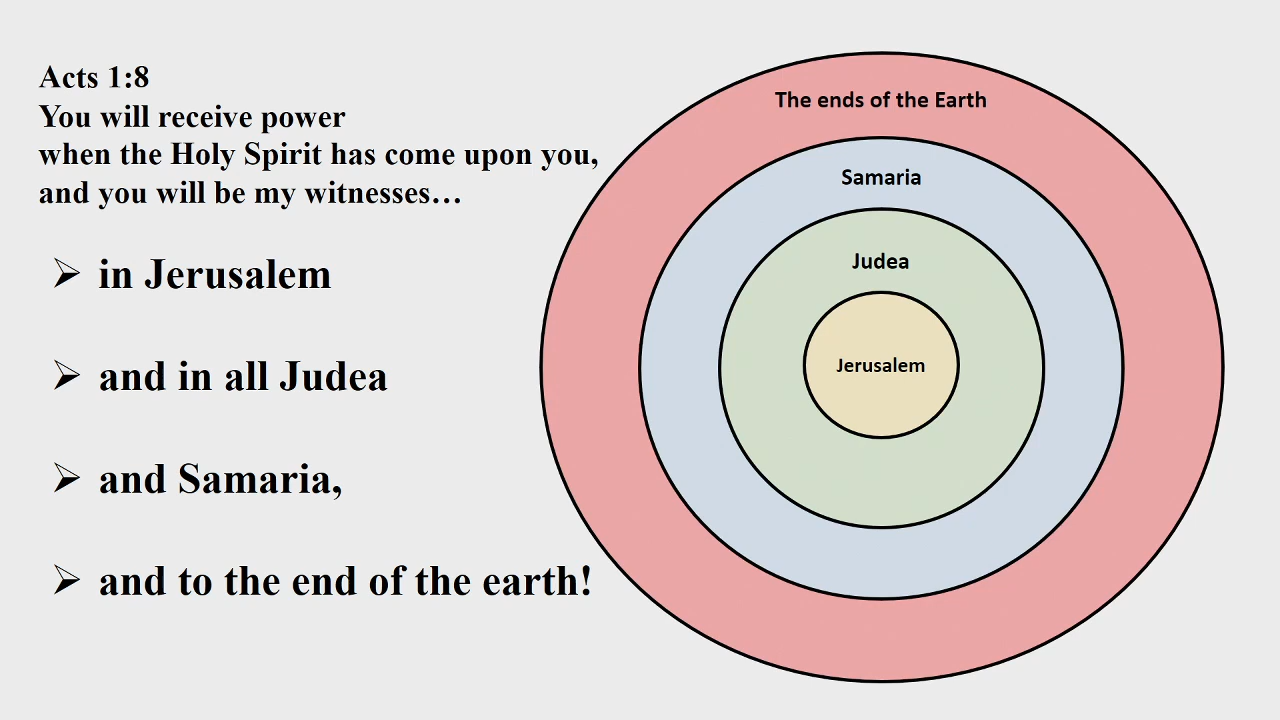 Acts 1:8
You will receive power
when the Holy Spirit has come upon you,
and you will be my witnesses…
in Jerusalem
and in all Judea
and Samaria,
and to the end of the earth!
The ends of the Earth
Samaria
Judea
Jerusalem